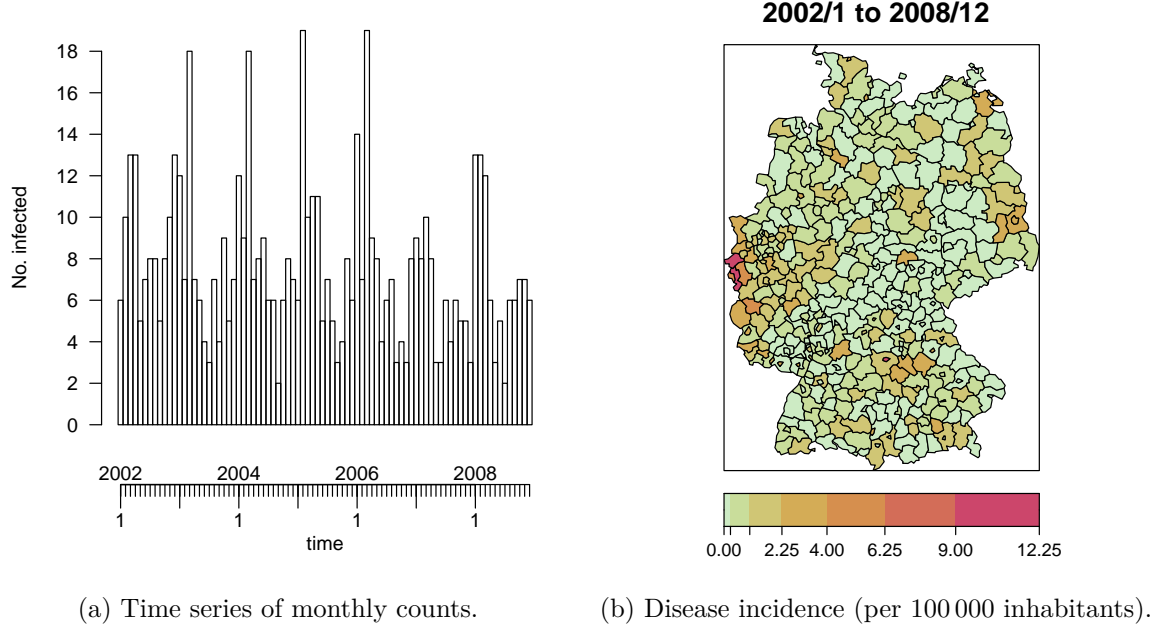 2002/1 to 2008/12
No. infected
18
16
14
12
10
8
6
4
2
0
2002 2004 2006 2008
1 1 1 1
time
0.00 2.25 4.00 6.25 9.00 12.25
(a) Time series of monthly counts.
(b) Disease incidence (per 100 000 inhabitants).